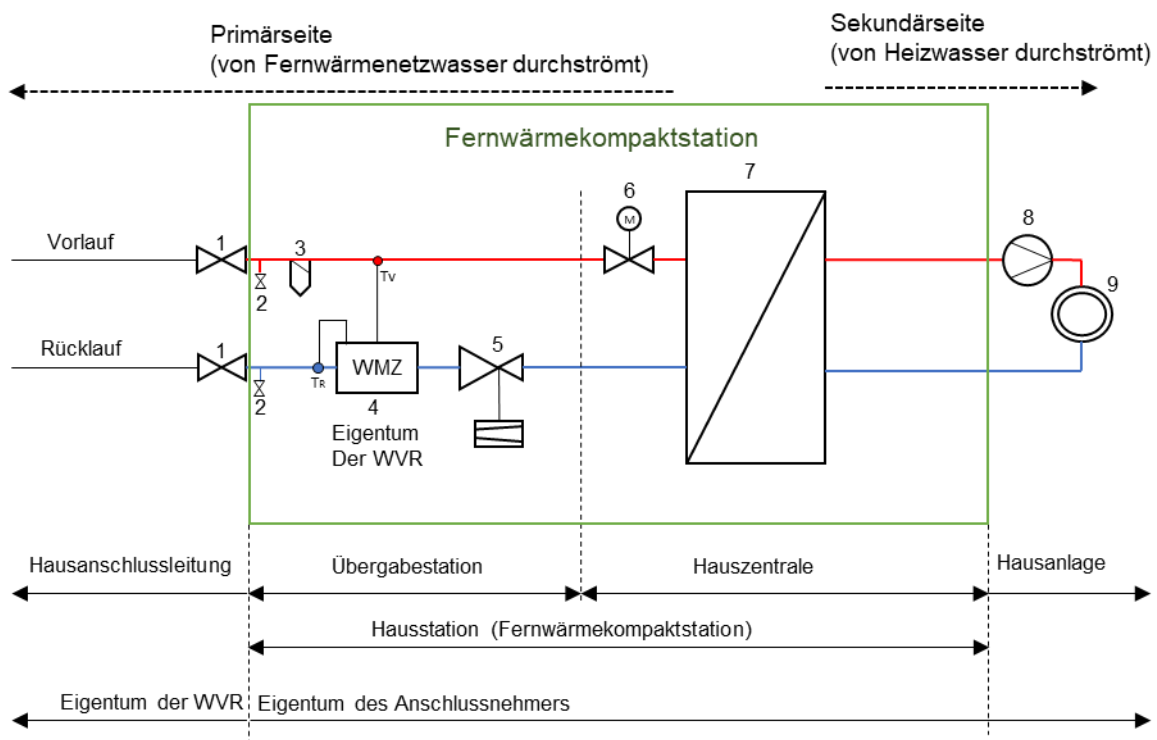 Primärseite
(von Fernwärmenetzwasser durchströmt)
Sekundärseite
(von Heizwasser durchströmt)
Fernwärmekompaktstation
7
6
M
8
Vorlauf
1
3
9
TV
2
Rücklauf
1
5
WMZ
TR
2
4
Eigentum
Der WVR
Hausanschlussleitung
Übergabestation
Hauszentrale
Hausanlage
Hausstation (Fernwärmekompaktstation)
Eigentum der WVR
Eigentum des Anschlussnehmers